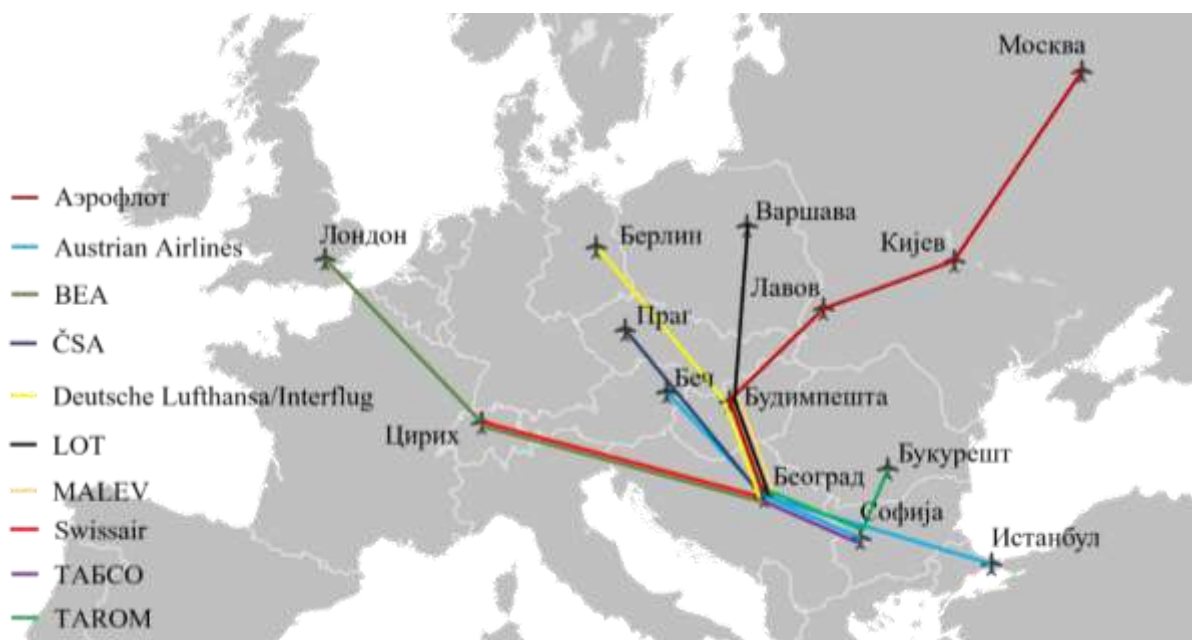 Москва
Варшава
Лондон
Берлин
Кијев
Лавов
Праг
Беч
Будимпешта
Цирих
Београд
Букурешт
Софија
Истанбул
Аэрофлот
Austrian Airlines
BEA
ČSA
Deutsche Lufthansa/Interflug
LOT
MALEV
Swissair
ТАБСО
TAROM